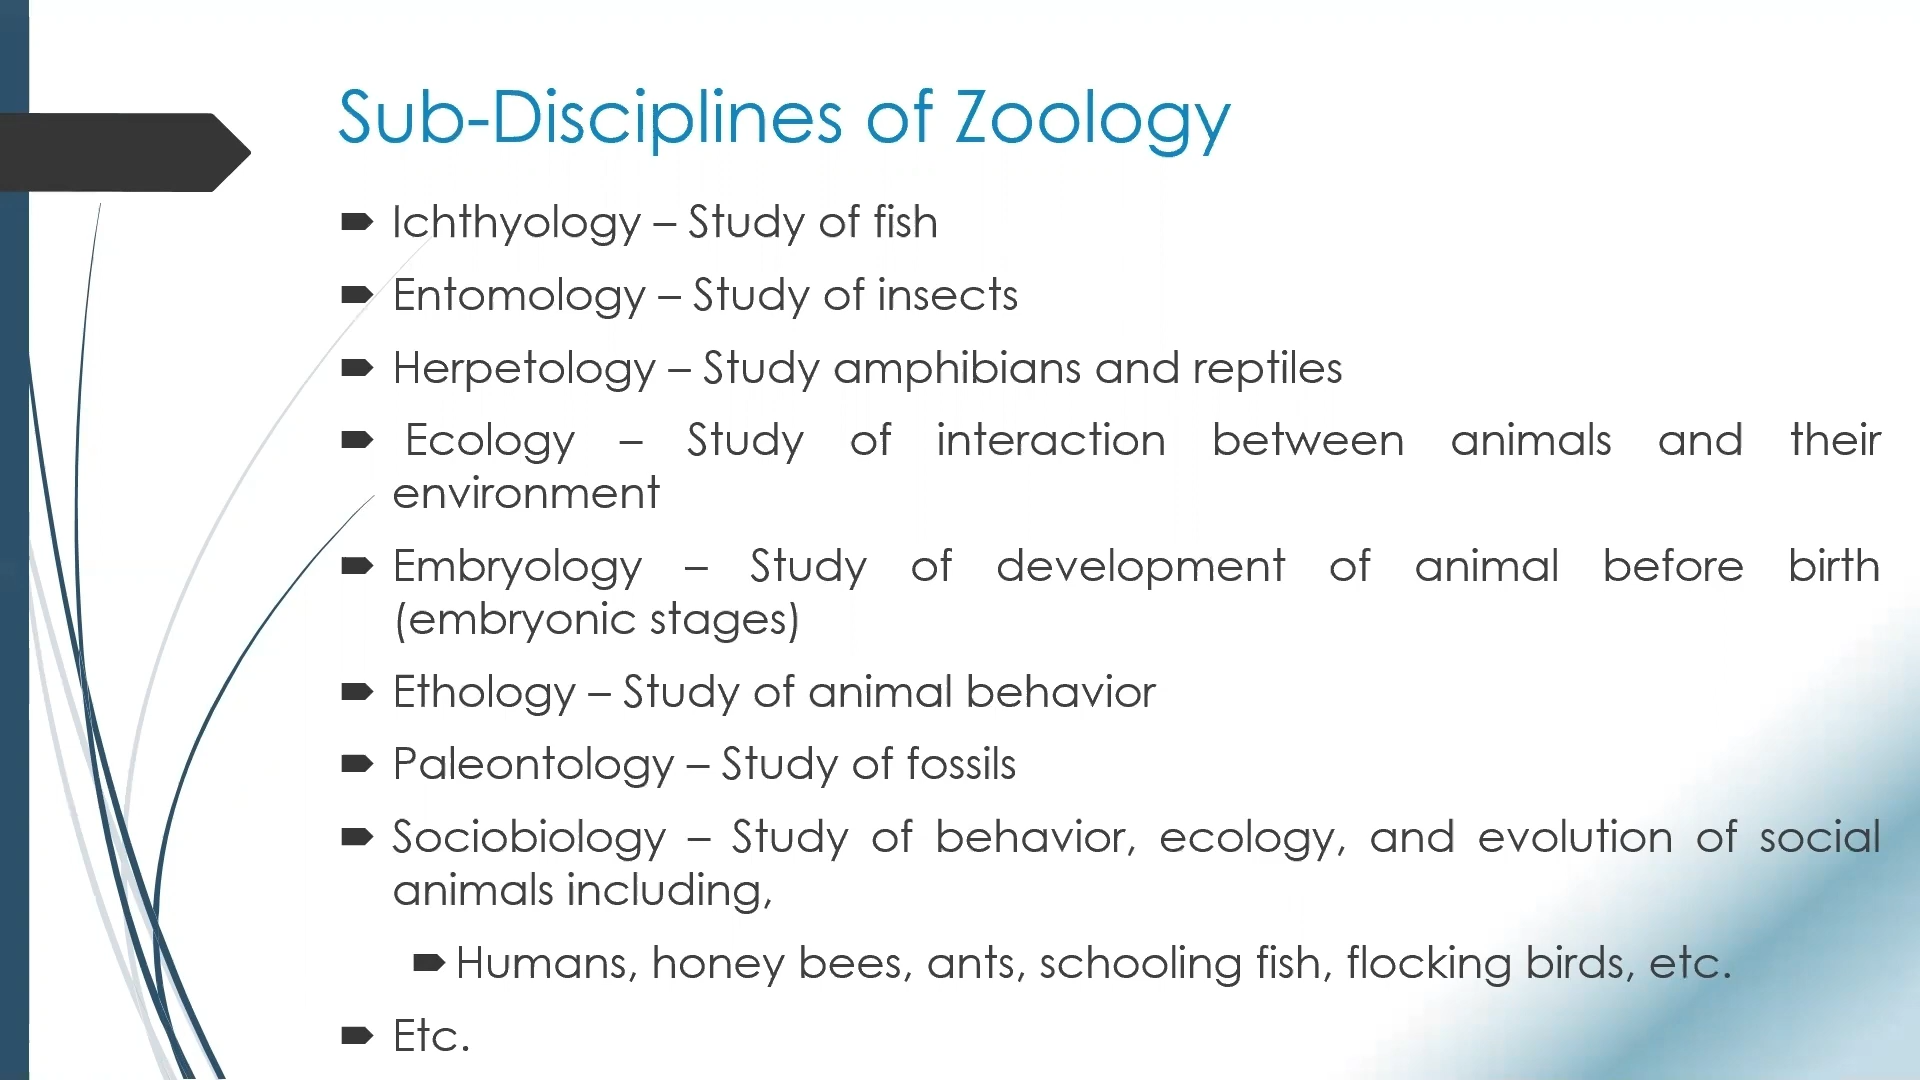 Sub-Disciplines of Zoology
Ichthyology – Study of fish
Entomology – Study of insects
Herpetology – Study amphibians and reptiles
Ecology – Study of interaction between animals and their
environment
Embryology – Study of development of animal before birth
(embryonic stages)
Ethology – Study of animal behavior
Paleontology – Study of fossils
Sociobiology – Study of behavior, ecology, and evolution of social
animals including,
Humans, honey bees, ants, schooling fish, flocking birds, etc.
Etc.